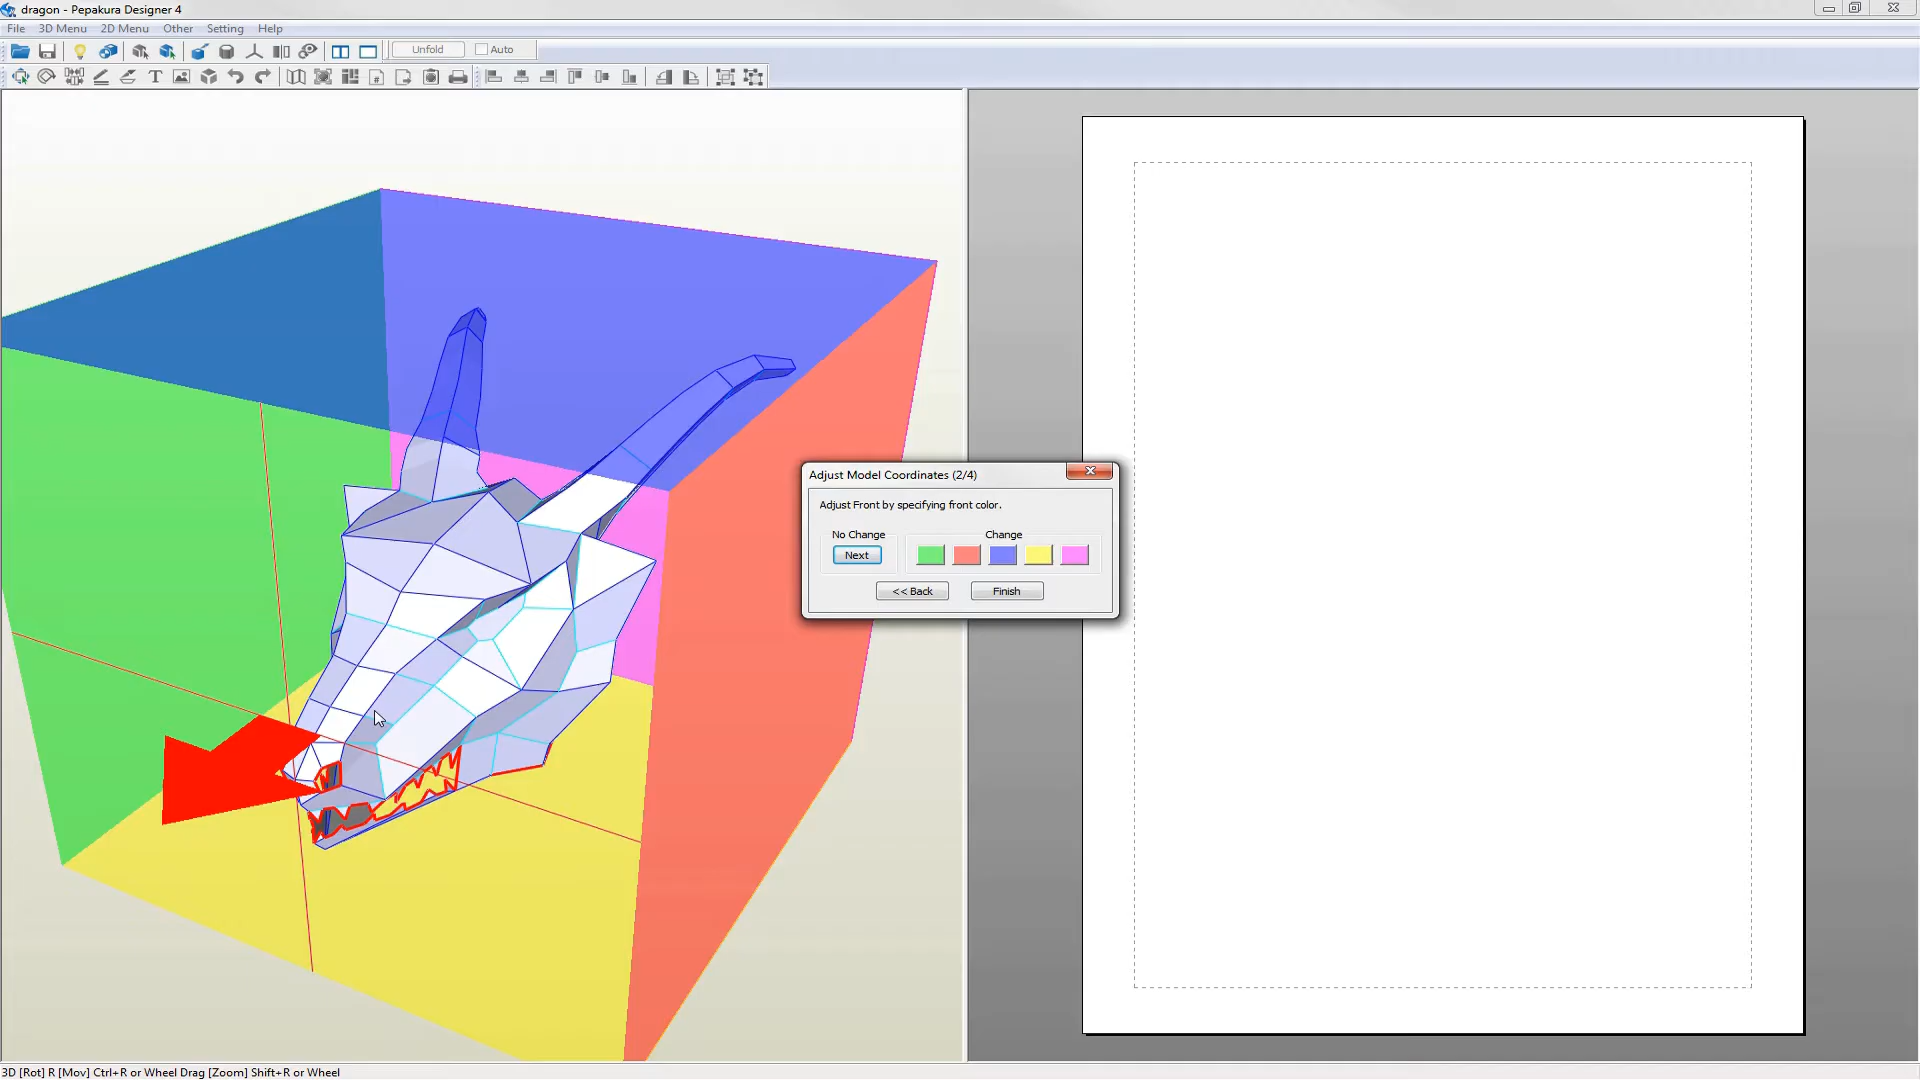 dragon - Pepakura Designer 4
File 3D Menu 2D Menu Other Setting Help
Unfold Auto
Adjust Model Coordinates (2/4)
Adjust Front by specifying front color.
No Change Change
Next
<< Back Finish
3D [Rot] R [Mov] Ctrl+R or Wheel Drag [Zoom] Shift+R or Wheel